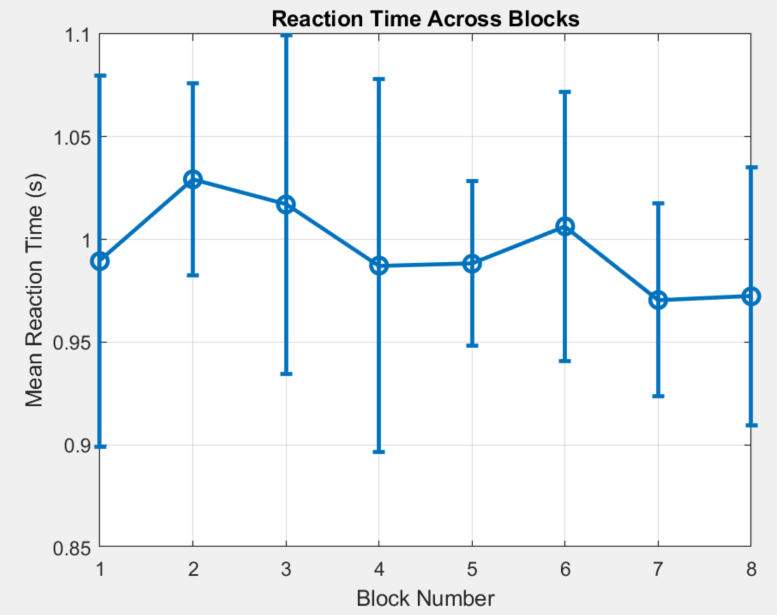 Reaction Time Across Blocks
1.1
1.05
1
0.95
0.9
0.85
Mean Reaction Time (s)
1 2 3 4 5 6 7 8
Block Number